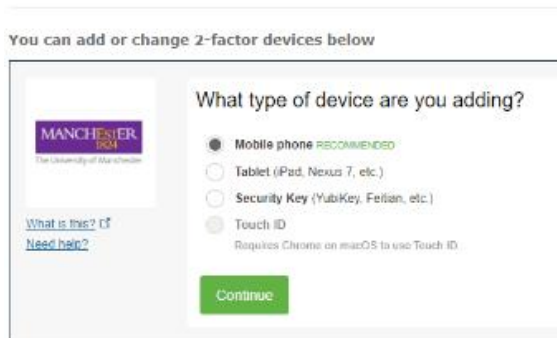 You can add or change 2-factor devices below
What type of device are you adding?
MANCHEstER
1824
The University of Manchester
Mobile phone RECOMMENDED
Tablet (iPad, Nexus 7, etc.)
Security Key (YubiKey, Feitian, etc.)
Touch ID
Requires Chrome on macOS to use Touch ID.
What is this?
Need help?
Continue